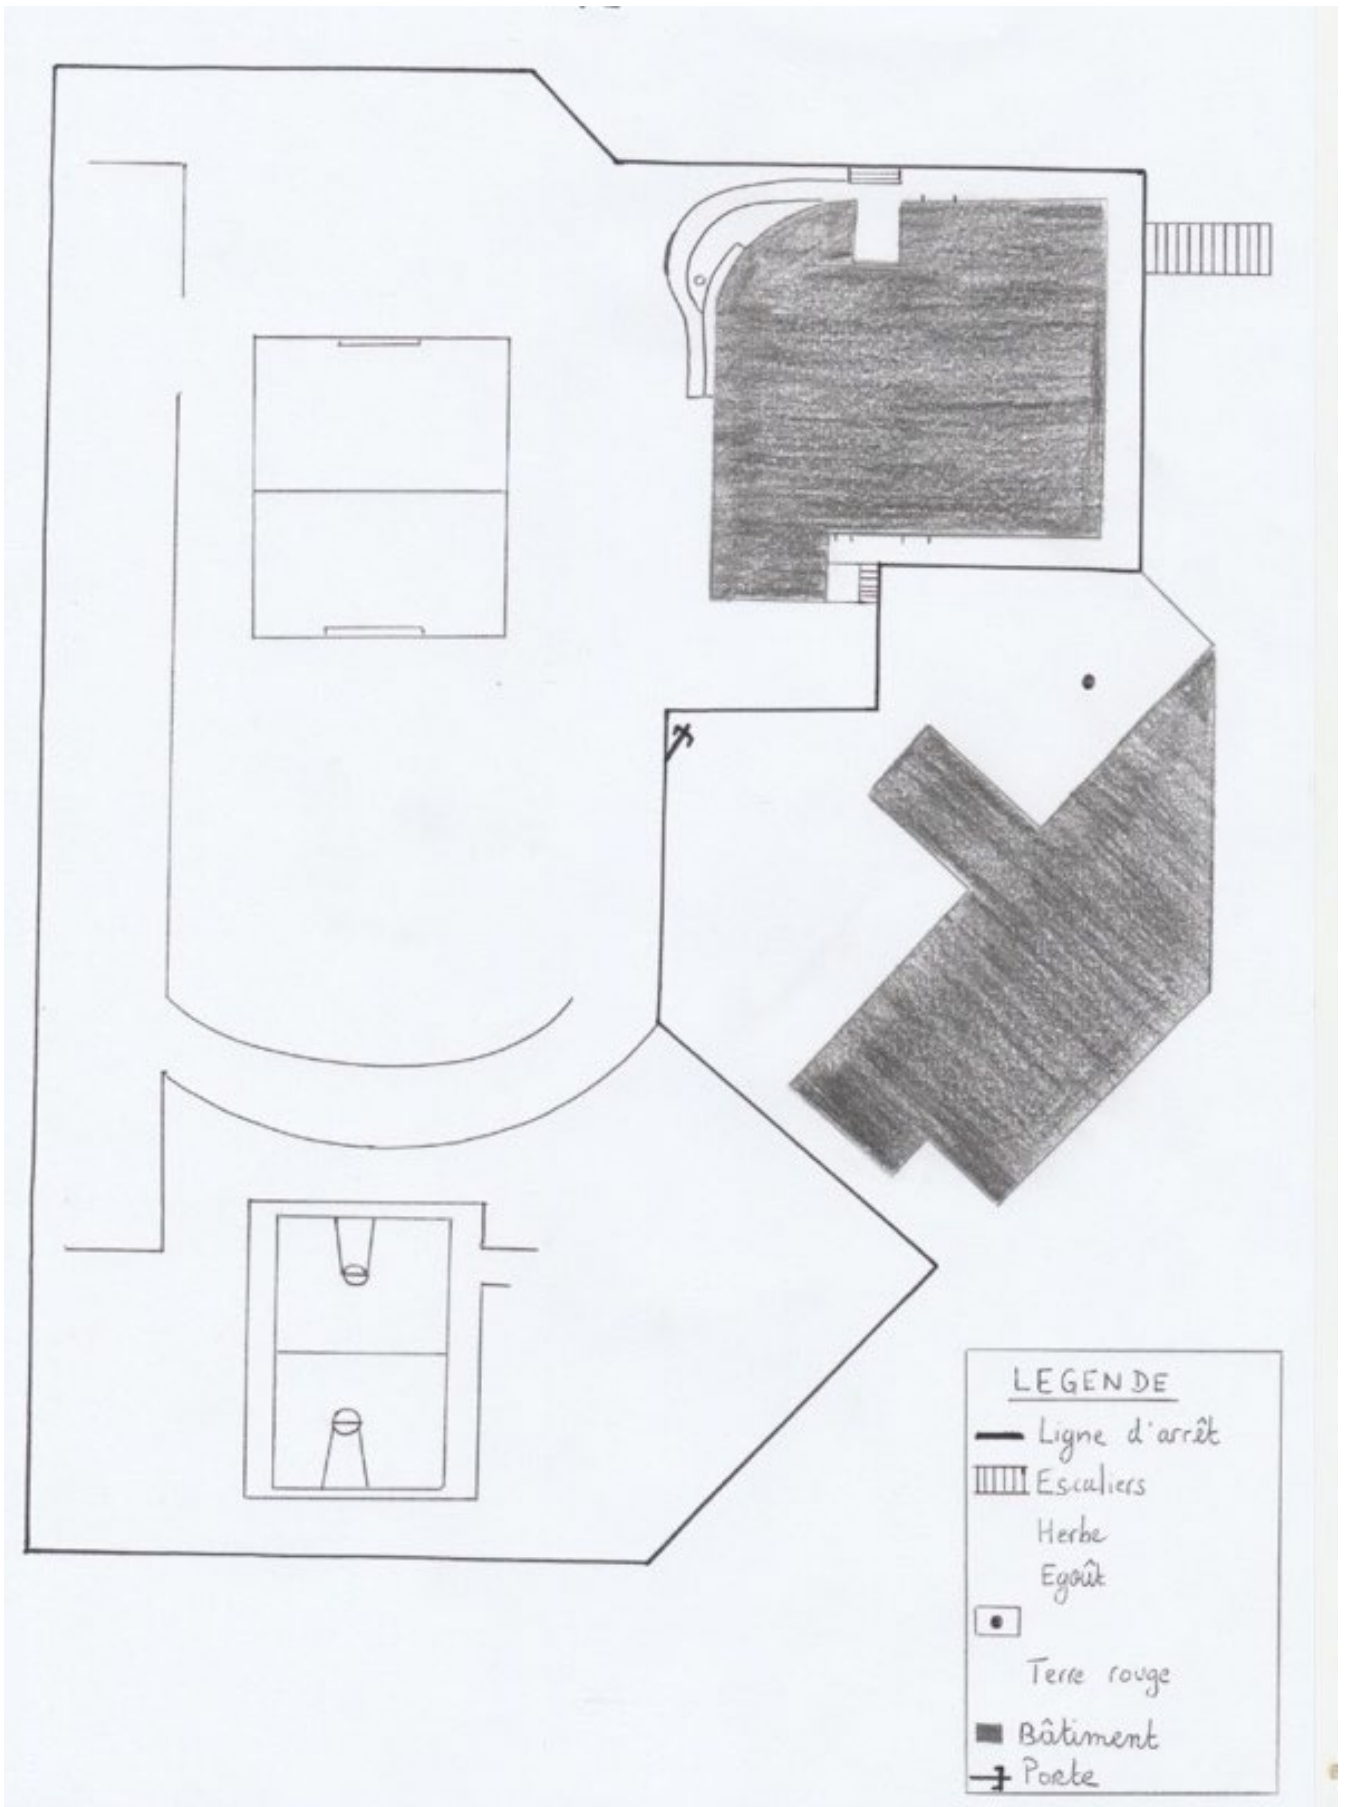 LEGENDE
Ligne d'arrêt
Escaliers
Herbe
Egoût
Terre rouge
Bâtiment
Porte